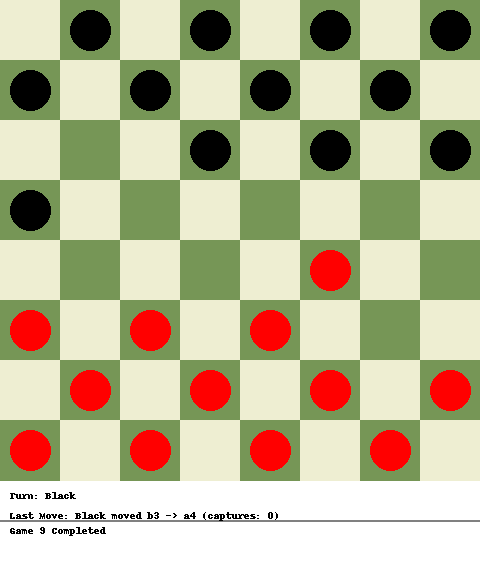 Turn: Black
Last Move: Black moved b3 -> a4 (captures: 0)
Game 9 Completed